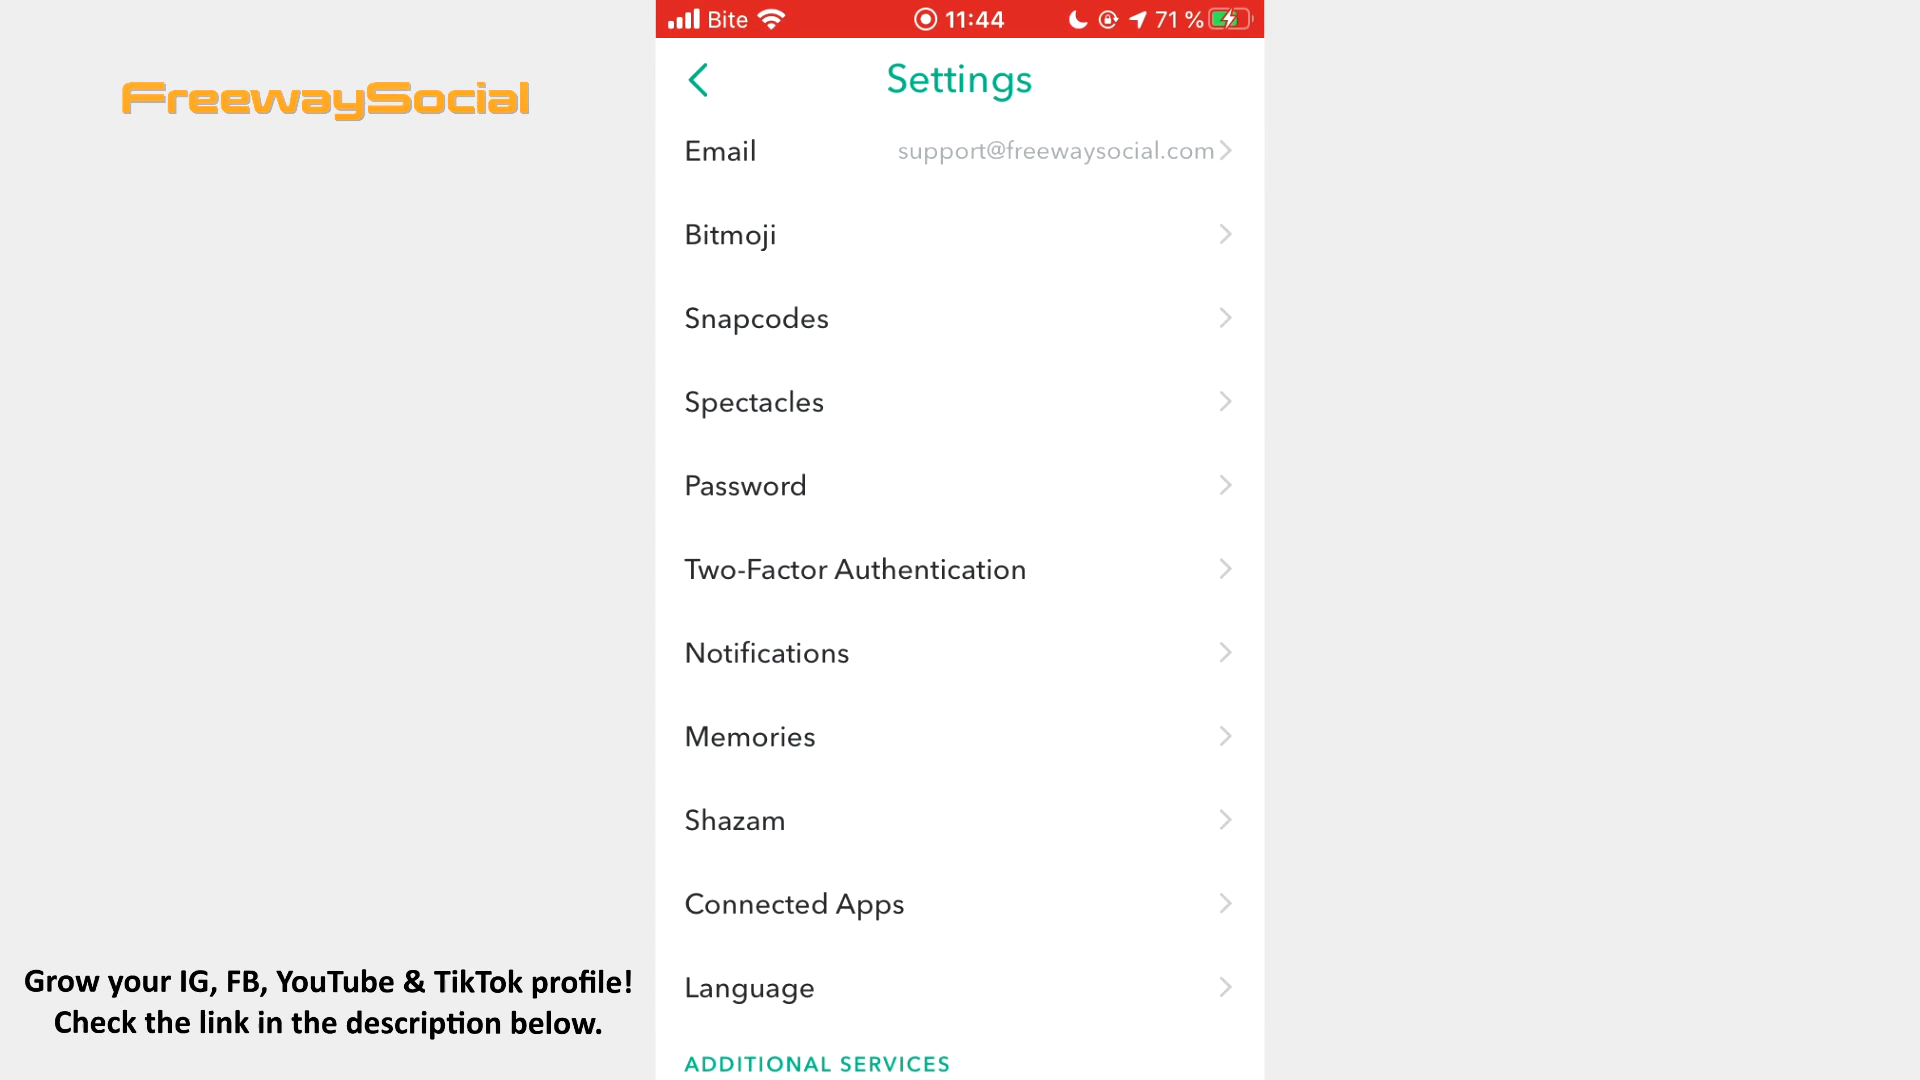 FreewaySocial
Bite 11:44 71 %
Settings
Email support@freewaysocial.com
Bitmoji
Snapcodes
Spectacles
Password
Two-Factor Authentication
Notifications
Memories
Shazam
Connected Apps
Language
ADDITIONAL SERVICES
Grow your IG, FB, YouTube & TikTok profile!
Check the link in the description below.